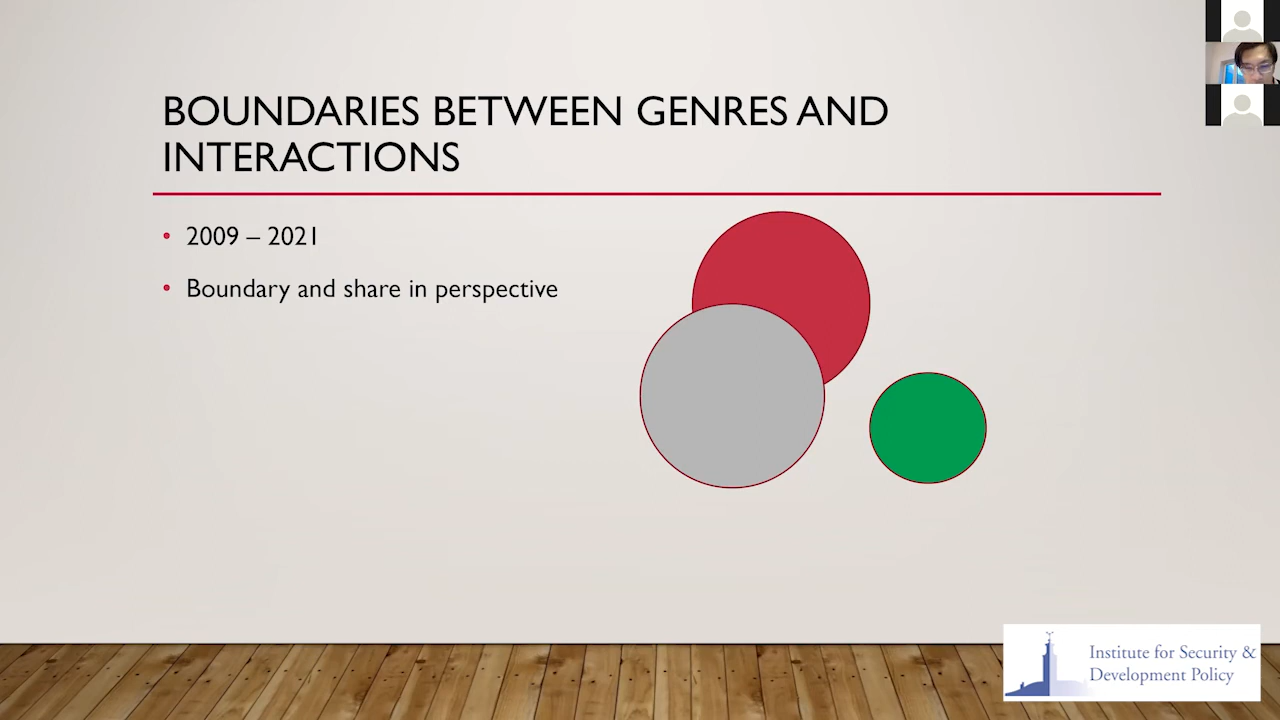 BOUNDARIES BETWEEN GENRES AND
INTERACTIONS
• 2009 – 2021
• Boundary and share in perspective
Institute for Security &
Development Policy